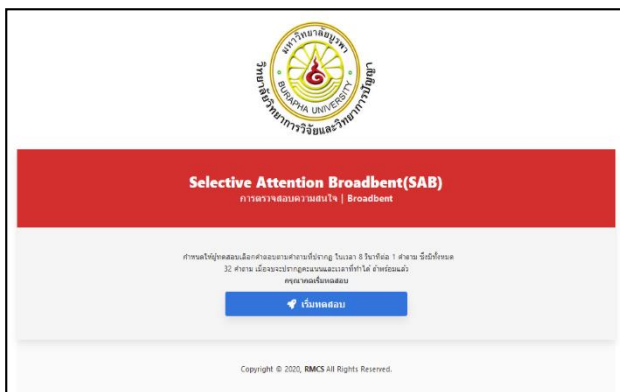 มหาวิทยาลัยบูรพา
BURAPHA UNIVERSITY
วิทยาลัยวิทยาการวิจัยและวิทยาการปัญญา
Selective Attention Broadbent(SAB)
การตรวจสอบความสนใจ | Broadbent
กำหนดให้ผู้ทดสอบเลือกคำตอบตามคำถามที่ปรากฏ ในเวลา 8 วินาทีต่อ 1 คำถาม ซึ่งมีทั้งหมด
32 คำถาม เมื่อจบจะปรากฏคะแนนและเวลาที่ทำได้ ถ้าพร้อมแล้ว
กรุณากดเริ่มทดสอบ
เริ่มทดสอบ
Copyright © 2020, RMCS All Rights Reserved.